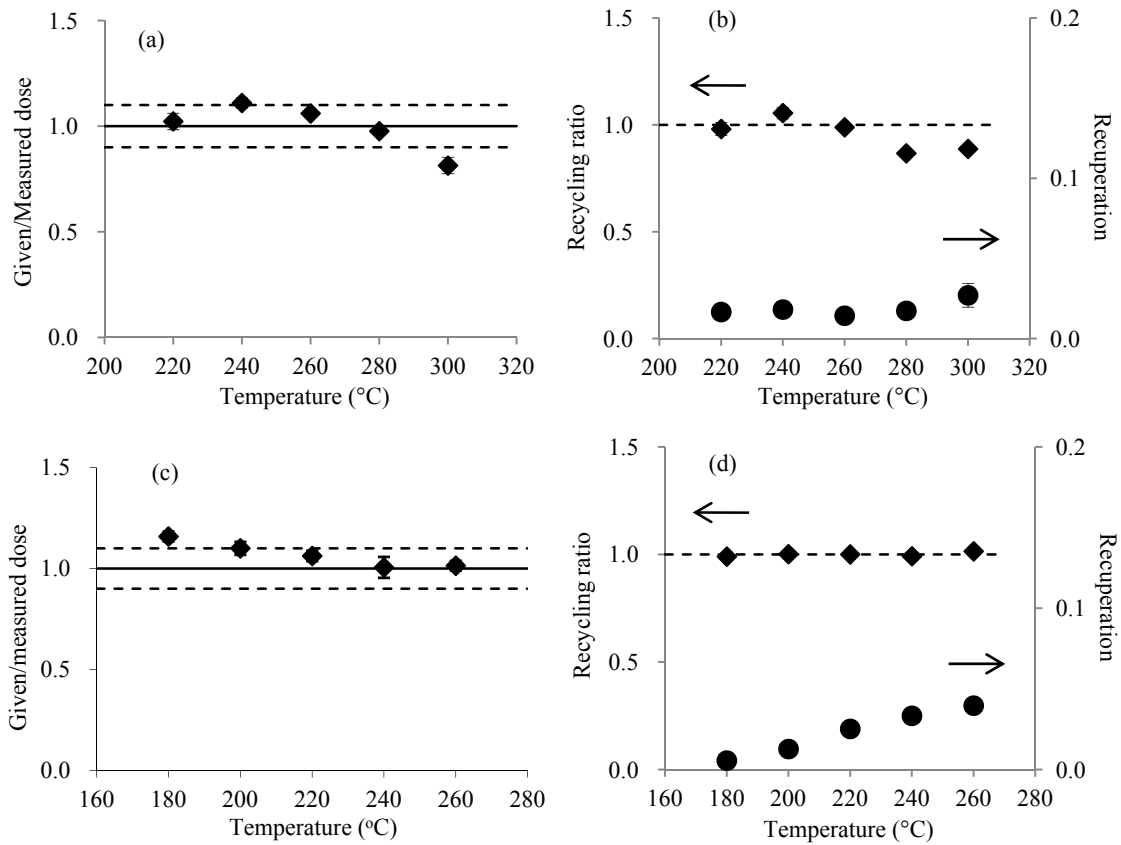 (a)
1.5
1.0
0.5
0.0
Given/Measured dose
200 220 240 260 280 300 320
Temperature (°C)
(b)
1.5
1.0
0.5
0.0
Recycling ratio
0.2
0.1
0.0
Recuperation
200 220 240 260 280 300 320
Temperature (°C)
(c)
1.5
1.0
0.5
0.0
Given/measured dose
160 180 200 220 240 260 280
Temperature (ºC)
(d)
1.5
1.0
0.5
0.0
Recycling ratio
0.2
0.1
0.0
Recuperation
160 180 200 220 240 260 280
Temperature (°C)